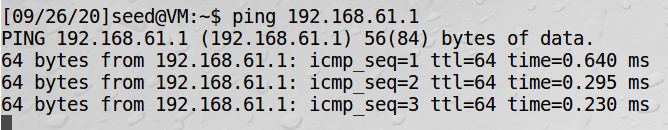 [09/26/20]seed@VM:~$ ping 192.168.61.1
PING 192.168.61.1 (192.168.61.1) 56(84) bytes of data.
64 bytes from 192.168.61.1: icmp_seq=1 ttl=64 time=0.640 ms
64 bytes from 192.168.61.1: icmp_seq=2 ttl=64 time=0.295 ms
64 bytes from 192.168.61.1: icmp_seq=3 ttl=64 time=0.230 ms